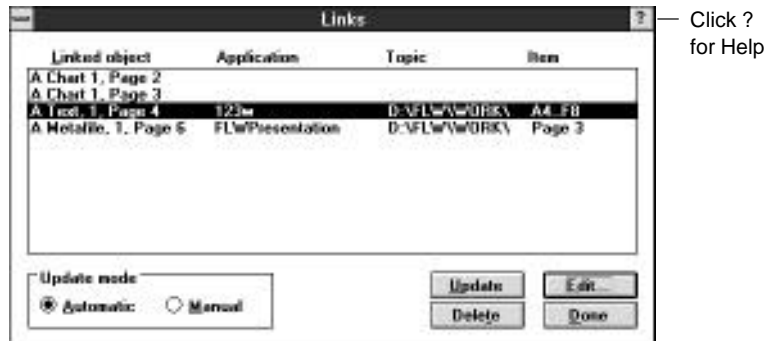 Links ?
Click ?
for Help
Linked object Application Topic Item
A Chart 1, Page 2
A Chart 1, Page 3
A Text, 1, Page 4 123w D:\FLW\WORK\ A4..F8
A Metafile, 1, Page 6 FLWPresentation D:\FLW\WORK\ Page 3
Update mode
Automatic Manual
Update Edit...
Delete Done